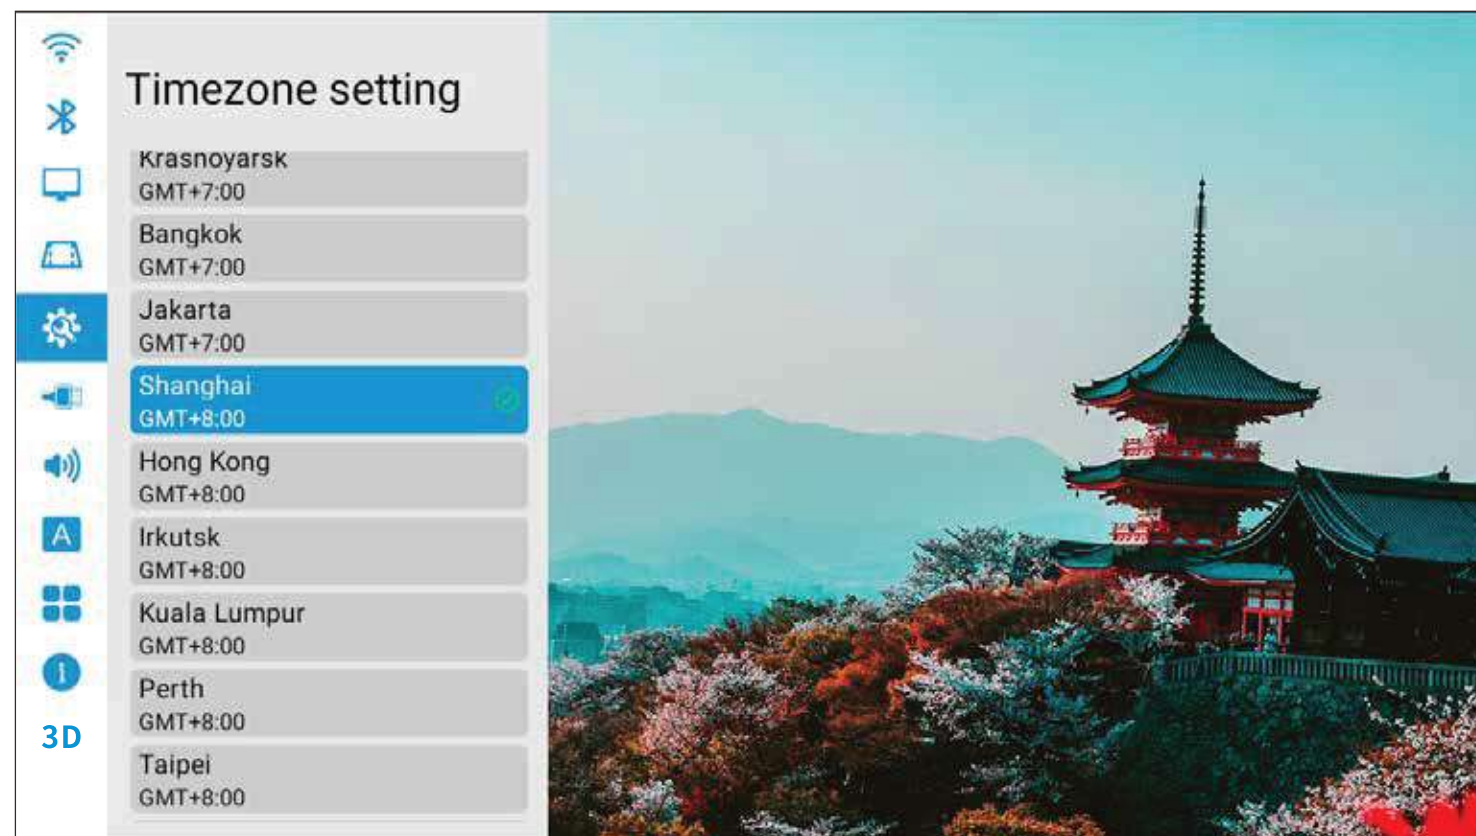 Timezone setting
Krasnoyarsk
GMT+7:00
Bangkok
GMT+7:00
Jakarta
GMT+7:00
Shanghai
GMT+8:00
Hong Kong
GMT+8:00
Irkutsk
GMT+8:00
Kuala Lumpur
GMT+8:00
Perth
GMT+8:00
Taipei
GMT+8:00
A
3D